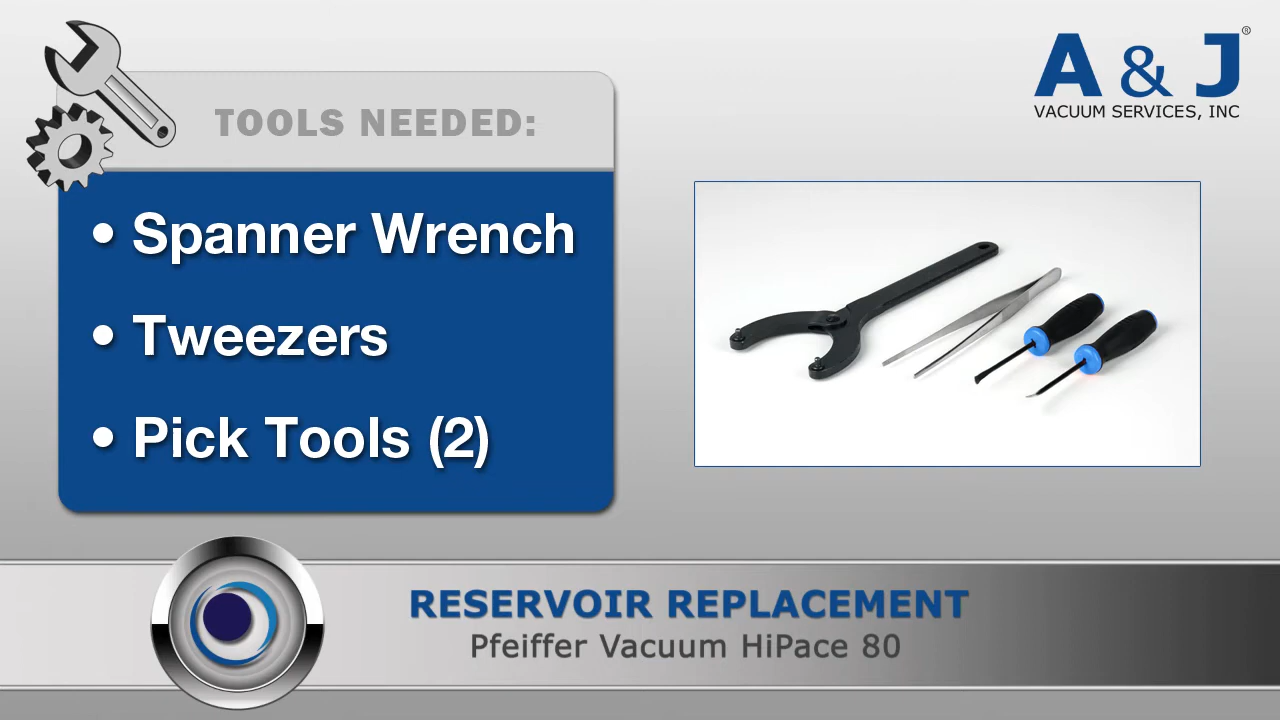 TOOLS NEEDED:
• Spanner Wrench
• Tweezers
• Pick Tools (2)
A & J®
VACUUM SERVICES, INC
RESERVOIR REPLACEMENT
Pfeiffer Vacuum HiPace 80